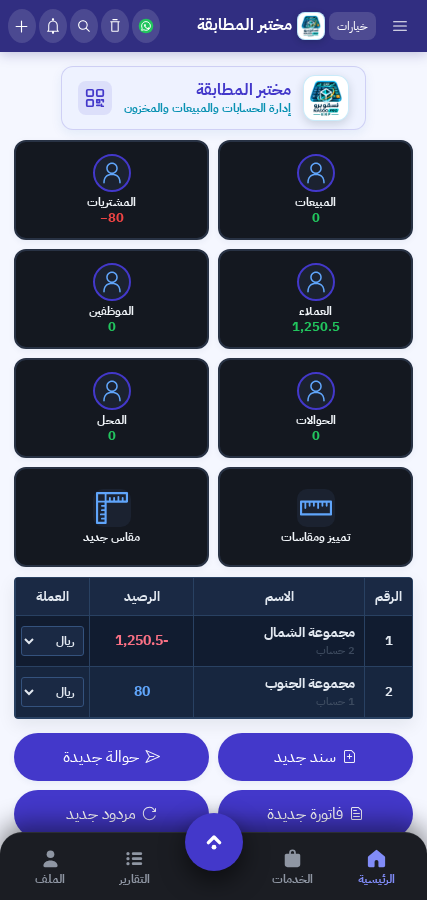 خيارات
مختبر المطابقة
مختبر المطابقة
إدارة الحسابات والمبيعات والمخزون
المبيعات
0
المشتريات
−80
العملاء
1,250.5
الموظفين
0
الحوالات
0
المحل
0
تمييز ومقاسات
مقاس جديد
الرقم الاسم الرصيد العملة
1 مجموعة الشمال -1,250.5 ريال
2 حساب
2 مجموعة الجنوب 80 ريال
1 حساب
سند جديد
حوالة جديدة
فاتورة جديدة
مردود جديد
الرئيسية
الخدمات
التقارير
الملف